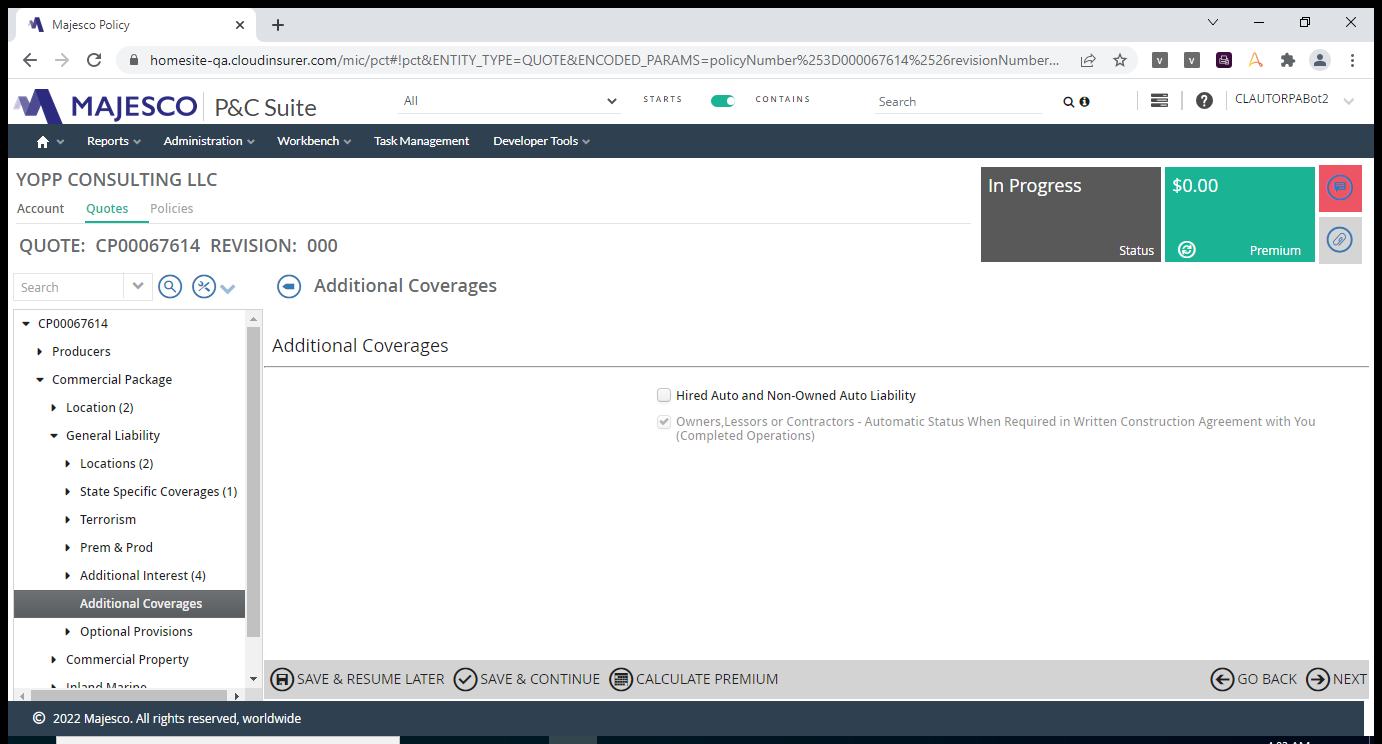 Majesco Policy
homesite-qa.cloudinsurer.com/mic/pct#!pct&ENTITY_TYPE=QUOTE&ENCODED_PARAMS=policyNumber%253D000067614%2526revisionNumber...
MAJESCO P&C Suite
All
STARTS
CONTAINS
Search
CLAUTORPABot2
Reports
Administration
Workbench
Task Management
Developer Tools
YOPP CONSULTING LLC
Account
Quotes
Policies
In Progress
Status
$0.00
Premium
QUOTE: CP00067614 REVISION: 000
Search
Additional Coverages
CP00067614
Producers
Commercial Package
Location (2)
General Liability
Locations (2)
State Specific Coverages (1)
Terrorism
Prem & Prod
Additional Interest (4)
Additional Coverages
Optional Provisions
Commercial Property
Inland Marine
Additional Coverages
Hired Auto and Non-Owned Auto Liability
Owners,Lessors or Contractors - Automatic Status When Required in Written Construction Agreement with You
(Completed Operations)
SAVE & RESUME LATER
SAVE & CONTINUE
CALCULATE PREMIUM
GO BACK
NEXT
© 2022 Majesco. All rights reserved, worldwide